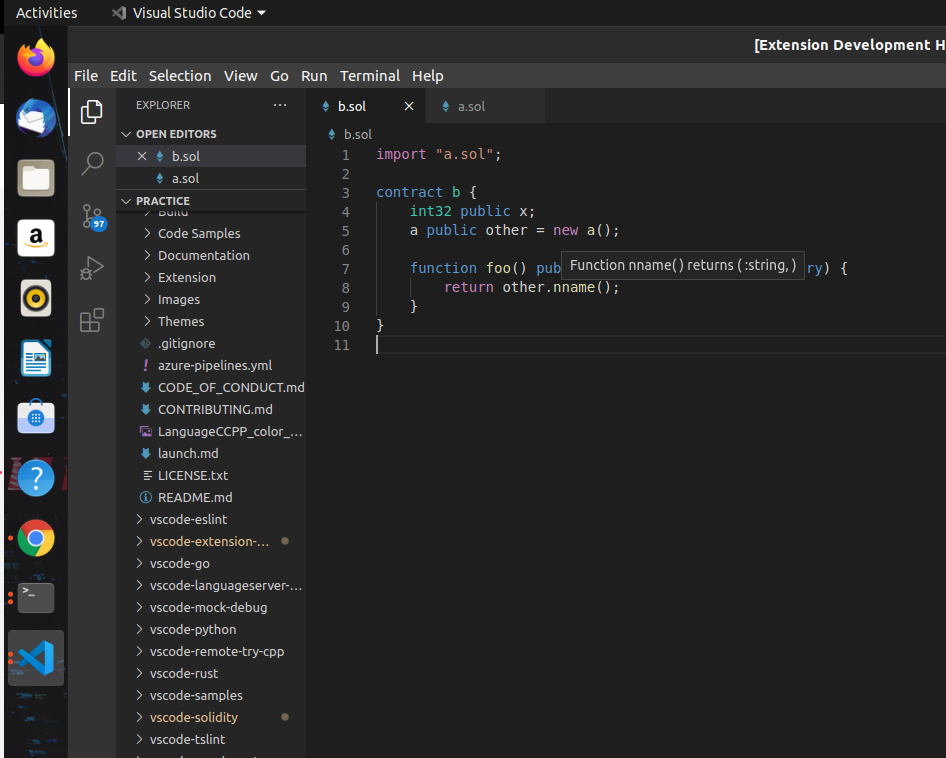 Activities
Visual Studio Code
[Extension Development H
File Edit Selection View Go Run Terminal Help
EXPLORER
OPEN EDITORS
b.sol
a.sol
PRACTICE
Build
Code Samples
Documentation
Extension
Images
Themes
.gitignore
azure-pipelines.yml
CODE_OF_CONDUCT.md
CONTRIBUTING.md
LanguageCCPP_color_...
launch.md
LICENSE.txt
README.md
vscode-eslint
vscode-extension-...
vscode-go
vscode-languageserver-...
vscode-mock-debug
vscode-python
vscode-remote-try-cpp
vscode-rust
vscode-samples
vscode-solidity
vscode-tslint
97
b.sol
a.sol
b.sol
1 import "a.sol";
2
3 contract b {
4 int32 public x;
5 a public other = new a();
6
7 function foo() pub Function nname() returns ( :string, ) ry) {
8 return other.nname();
9 }
10 }
11